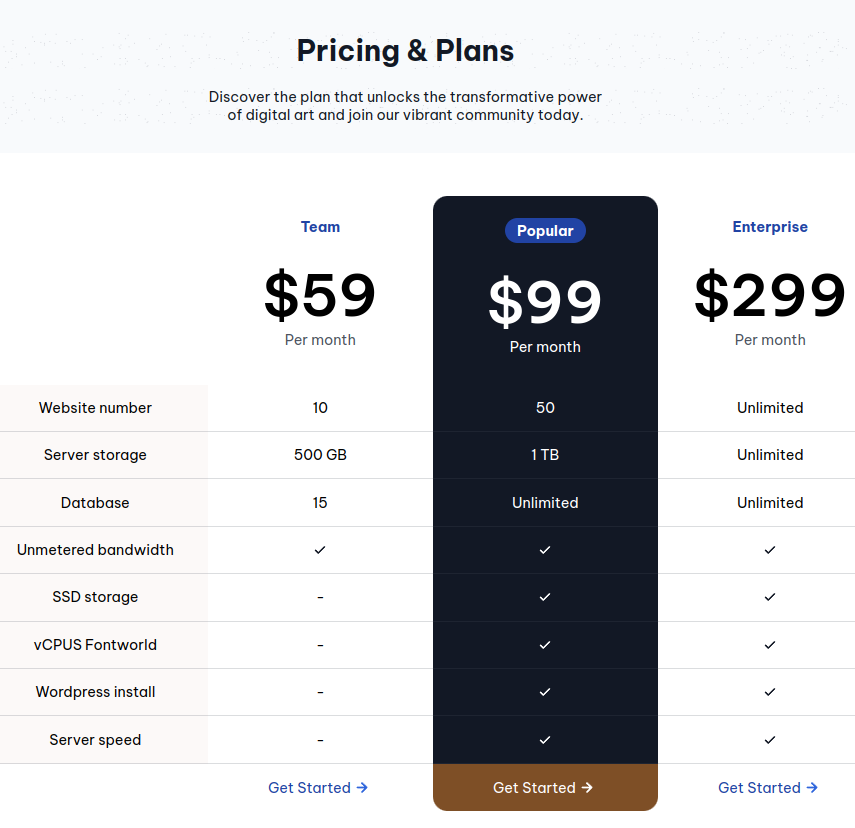 Pricing & Plans
Discover the plan that unlocks the transformative power
of digital art and join our vibrant community today.
Team
Popular
Enterprise
$59
$99
$299
Per month
Per month
Per month
Website number 10 50 Unlimited
Server storage 500 GB 1 TB Unlimited
Database 15 Unlimited Unlimited
Unmetered bandwidth ✓ ✓ ✓
SSD storage - ✓ ✓
vCPUS Fontworld - ✓ ✓
Wordpress install - ✓ ✓
Server speed - ✓ ✓
Get Started → Get Started → Get Started →